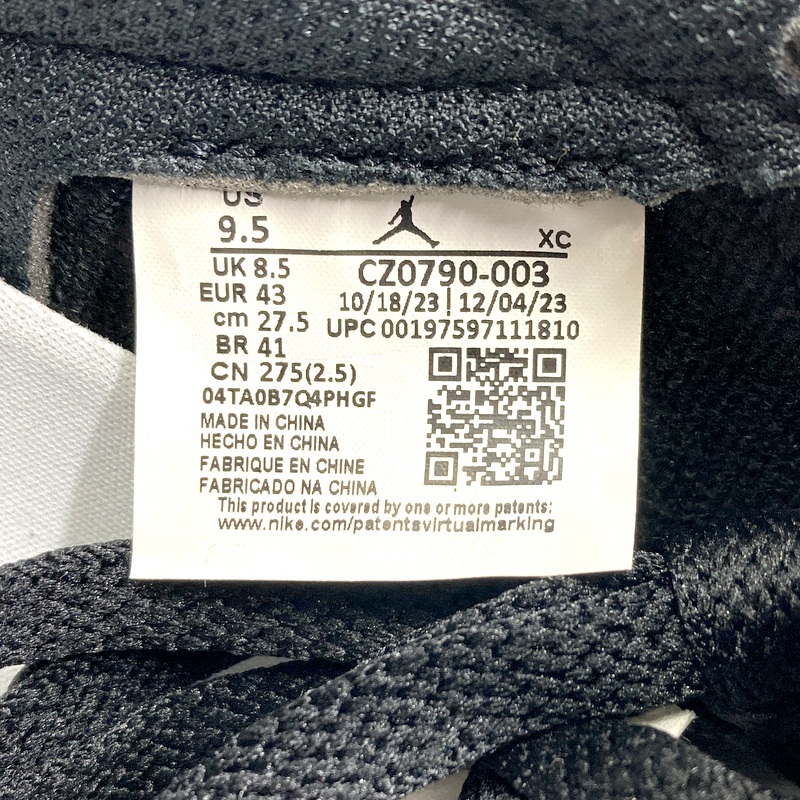 US
9.5
XC
UK 8.5
EUR 43
cm 27.5
BR 41
CN 275(2.5)
04TA0B7Q4PHGF
CZ0790-003
10/18/23 | 12/04/23
UPC 00197597111810
MADE IN CHINA
HECHO EN CHINA
FABRIQUE EN CHINE
FABRICADO NA CHINA
This product is covered by one or more patents:
www.nike.com/patentsvirtualmarking